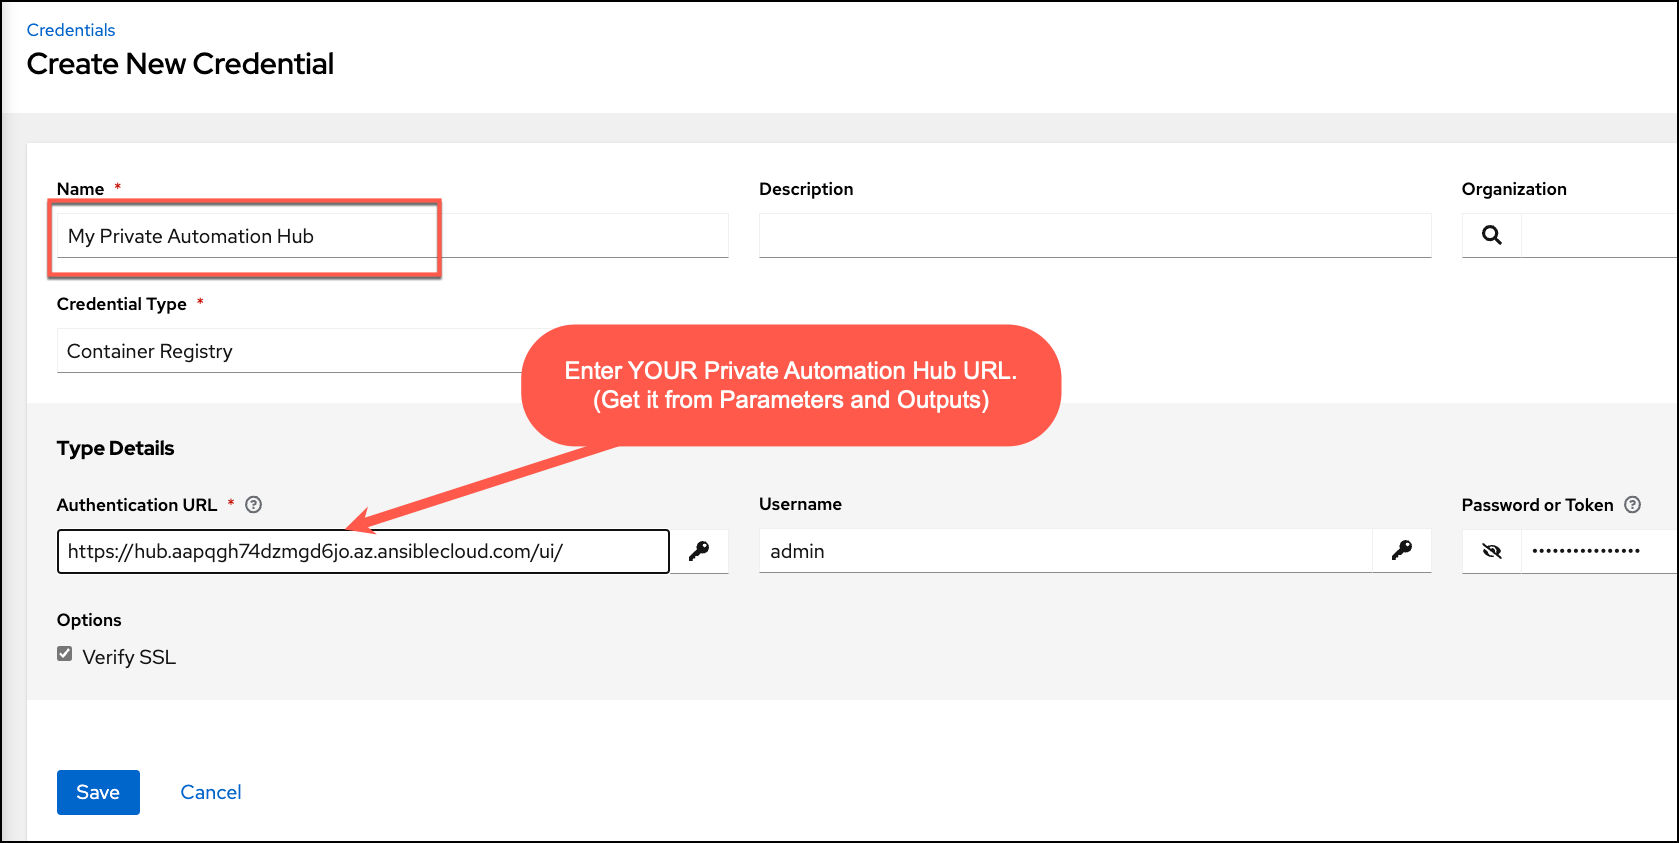 Credentials
Create New Credential
Name *
Description
Organization
My Private Automation Hub
Credential Type *
Container Registry
Enter YOUR Private Automation Hub URL.
(Get it from Parameters and Outputs)
Type Details
Authentication URL *
Username
Password or Token
https://hub.aapqgh74dzmgd6jo.az.ansiblecloud.com/ui/
admin
••••••••••••••••
Options
Verify SSL
Save
Cancel